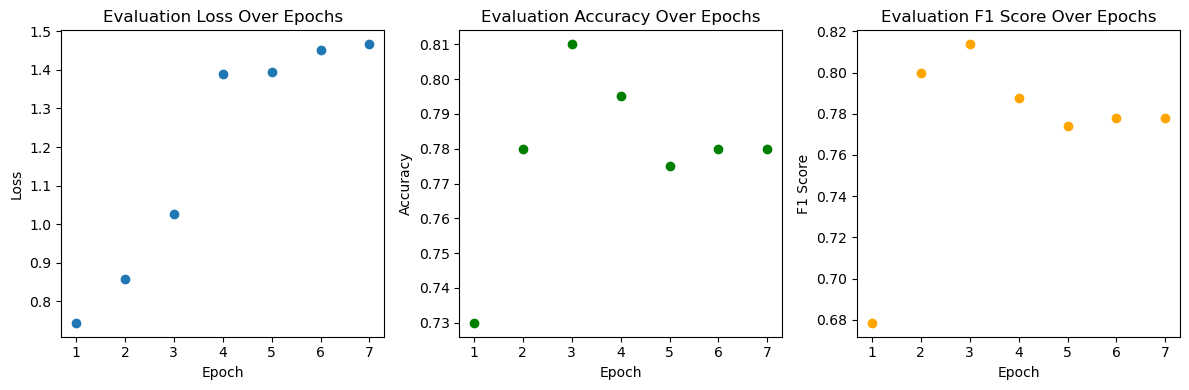 Evaluation Loss Over Epochs
1.5
1.4
1.3
1.2
1.1
1.0
0.9
0.8
Loss
1 2 3 4 5 6 7
Epoch
Evaluation Accuracy Over Epochs
0.81
0.80
0.79
0.78
0.77
0.76
0.75
0.74
0.73
Accuracy
1 2 3 4 5 6 7
Epoch
Evaluation F1 Score Over Epochs
0.82
0.80
0.78
0.76
0.74
0.72
0.70
0.68
F1 Score
1 2 3 4 5 6 7
Epoch